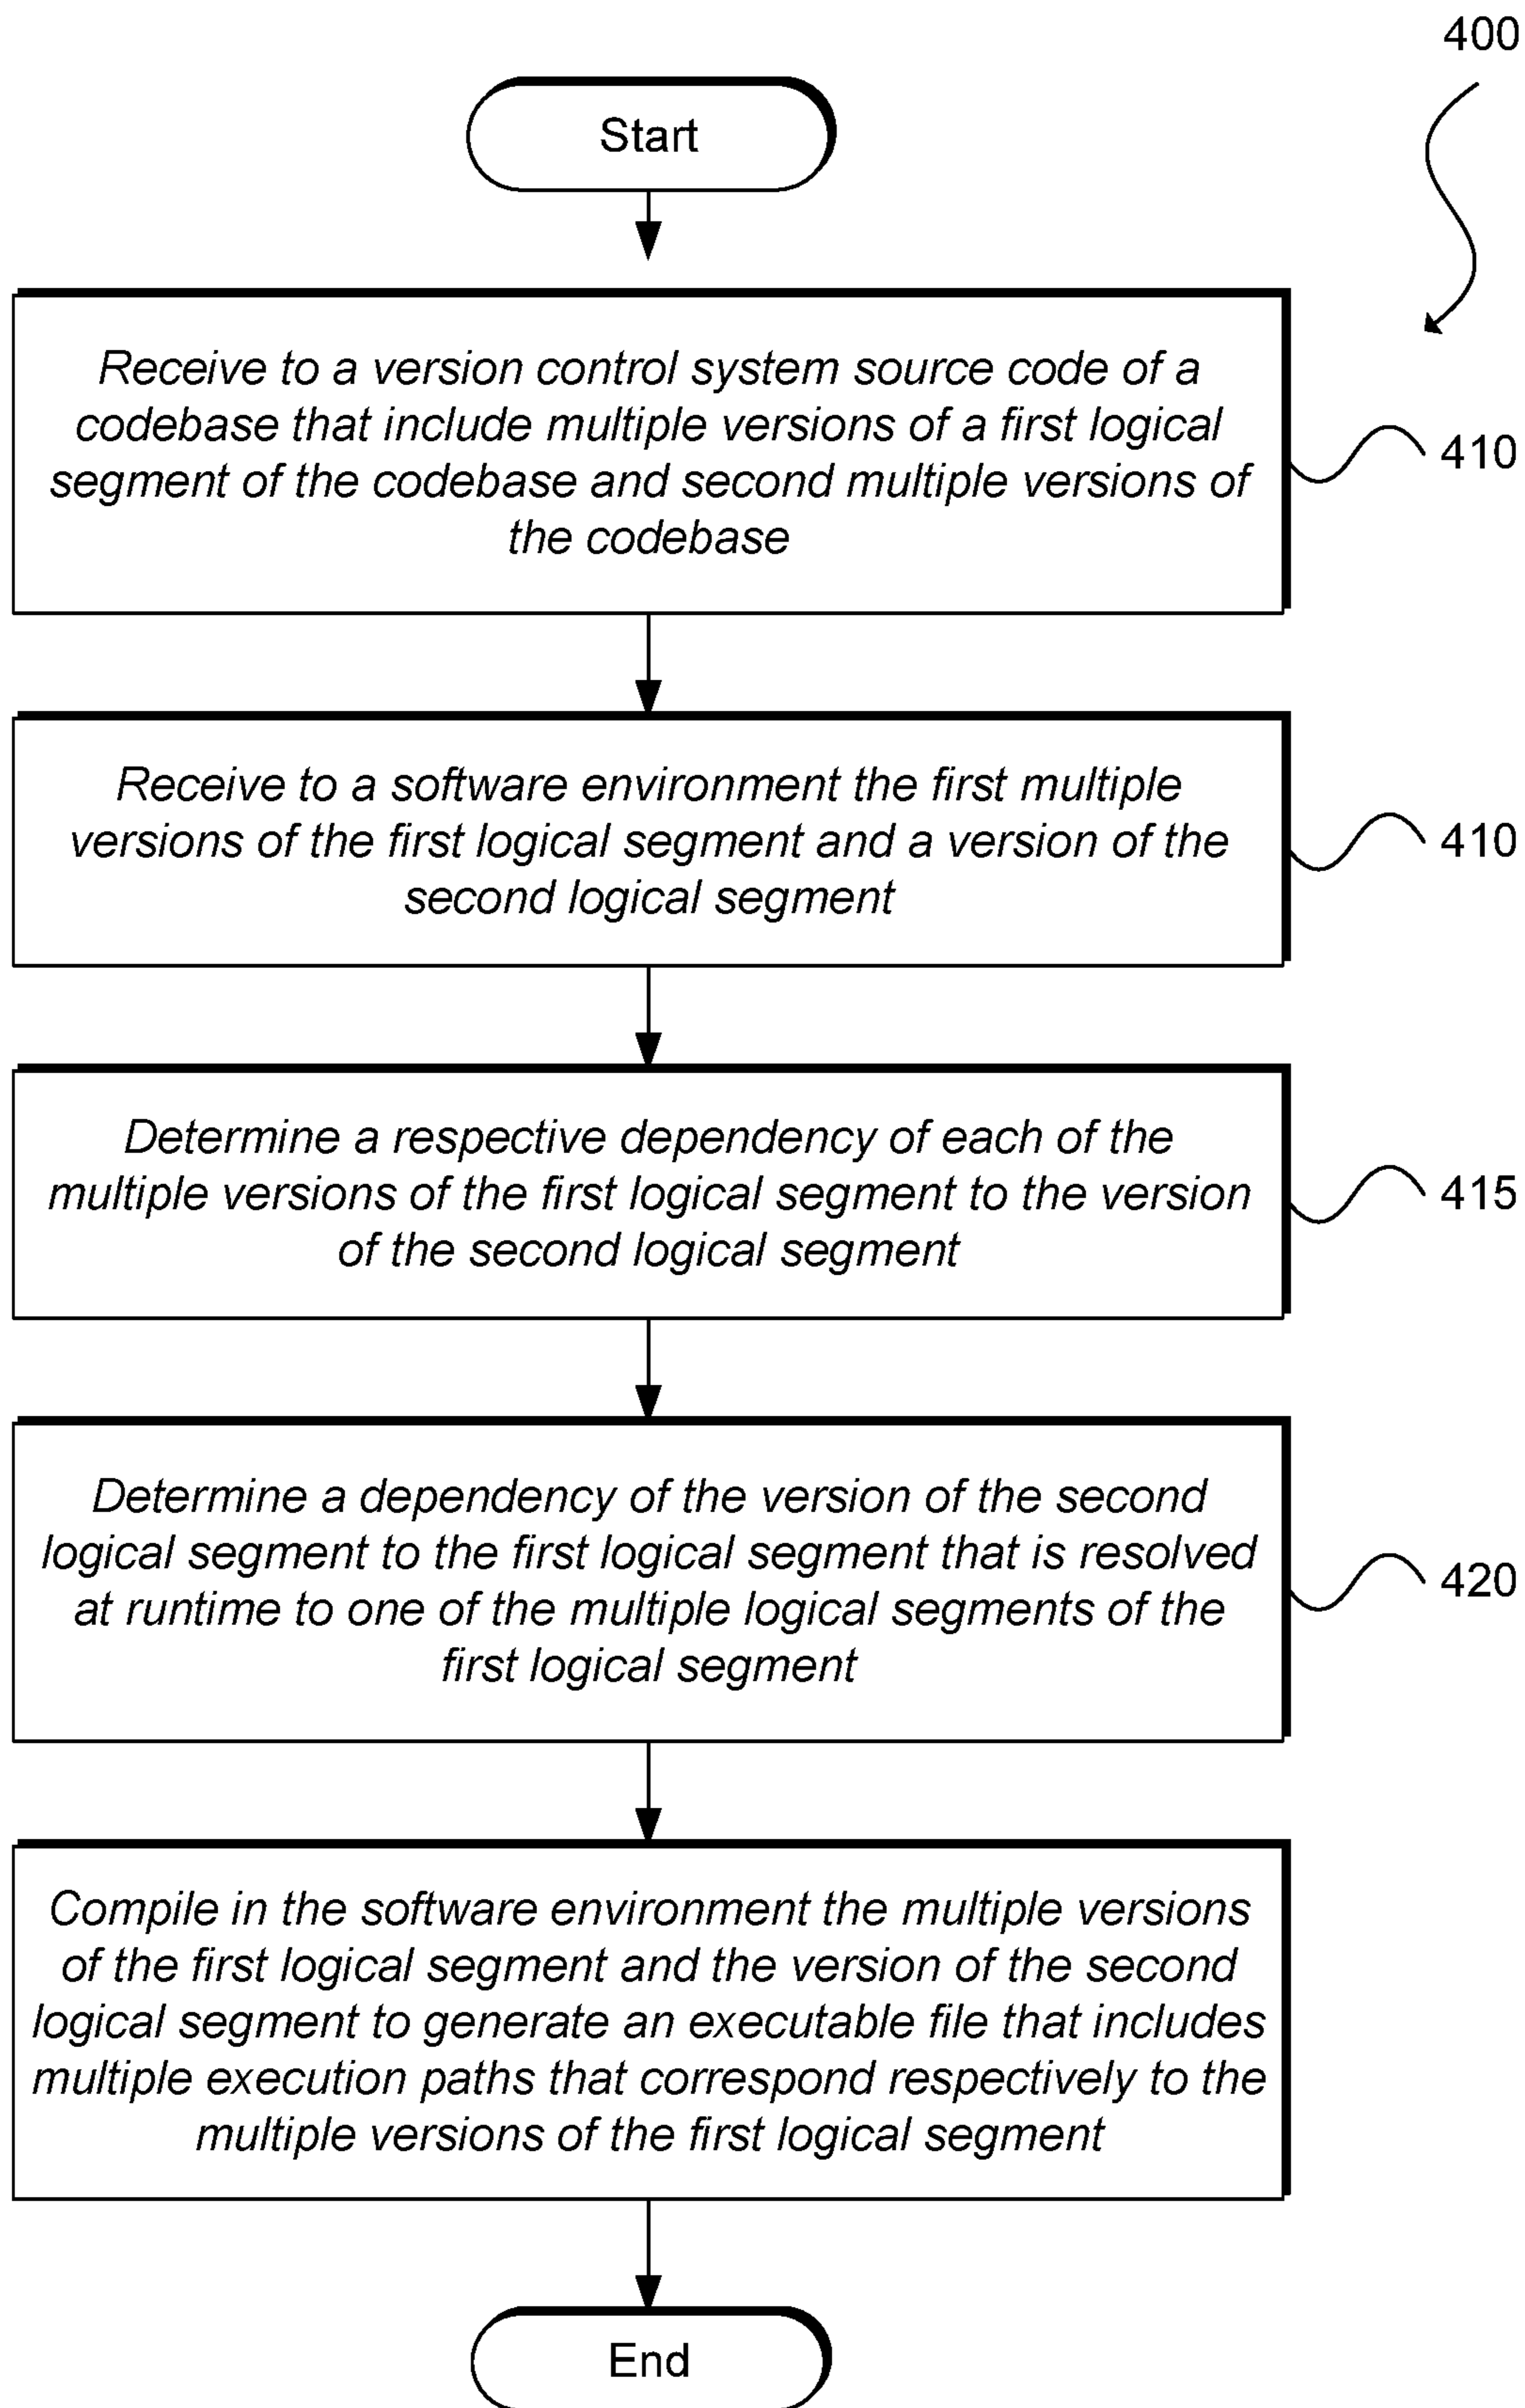 400
Start
Receive to a version control system source code of a
codebase that include multiple versions of a first logical
segment of the codebase and second multiple versions of
the codebase
410
Receive to a software environment the first multiple
versions of the first logical segment and a version of the
second logical segment
410
Determine a respective dependency of each of the
multiple versions of the first logical segment to the version
of the second logical segment
415
Determine a dependency of the version of the second
logical segment to the first logical segment that is resolved
at runtime to one of the multiple logical segments of the
first logical segment
420
Compile in the software environment the multiple versions
of the first logical segment and the version of the second
logical segment to generate an executable file that includes
multiple execution paths that correspond respectively to the
multiple versions of the first logical segment
End